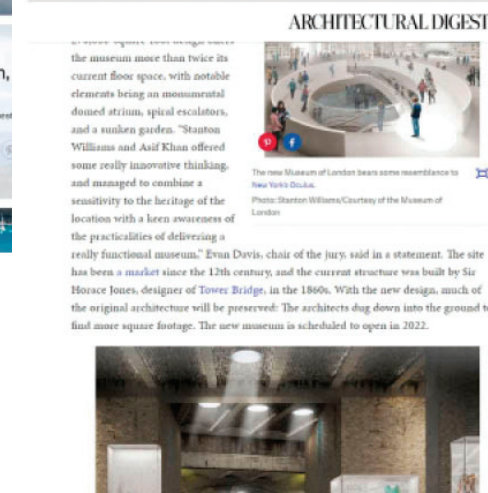 ARCHITECTURAL DIGEST
the museum more than twice its
current floor space, with notable
elements being an monumental
domed atrium, spiral escalators,
and a sunken garden. "Stanton
Williams and Asif Khan offered
some really innovative thinking,
and managed to combine a
sensitivity to the heritage of the
location with a keen awareness of
the practicalities of delivering a
The new Museum of London bears some resemblance to
New York's Oculus.
Photo: Stanton Williams/Courtesy of the Museum of
London
really functional museum," Evan Davis, chair of the jury, said in a statement. The site
has been a market since the 12th century, and the current structure was built by Sir
Horace Jones, designer of Tower Bridge, in the 1860s. With the new design, much of
the original architecture will be preserved: The architects dug down into the ground to
find more square footage. The new museum is scheduled to open in 2022.